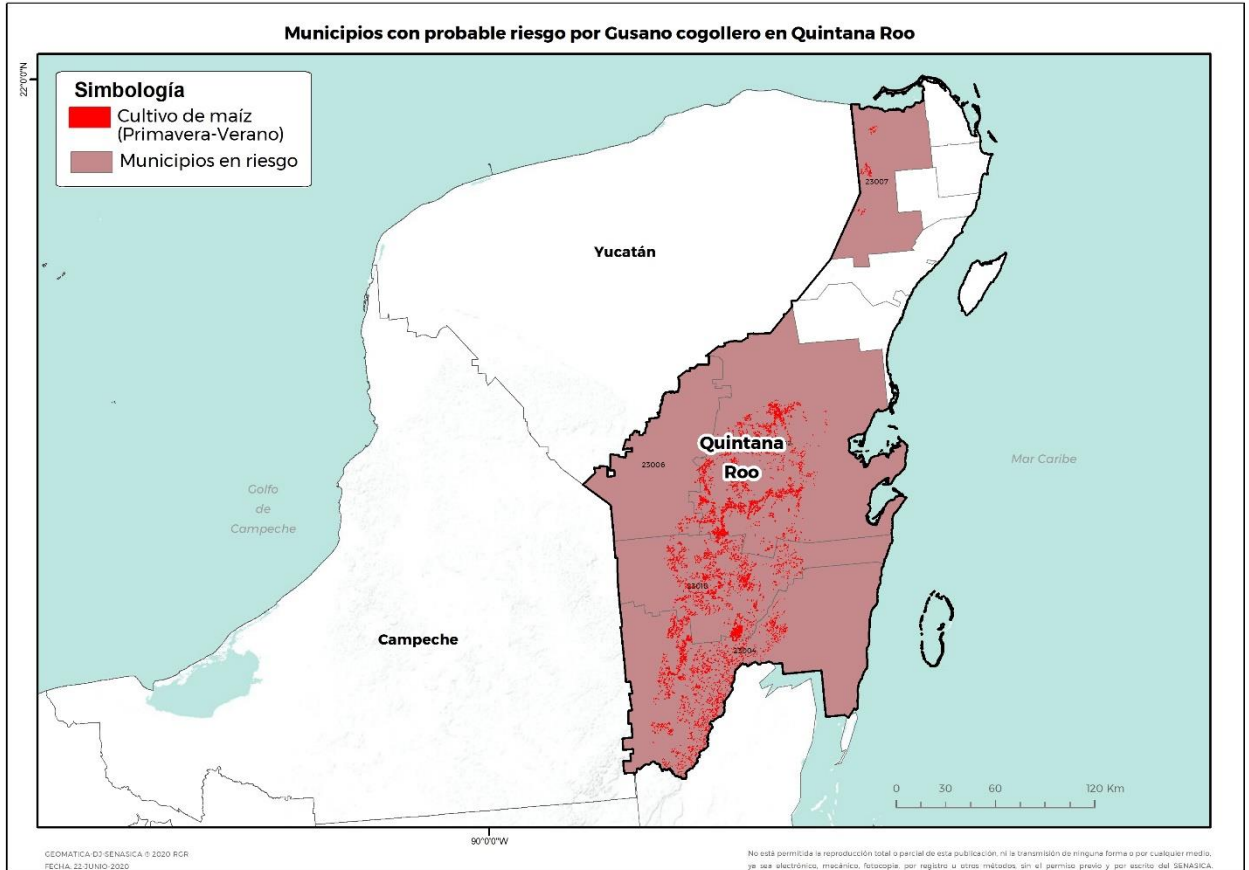 Municipios con probable riesgo por Gusano cogollero en Quintana Roo
22°0'0"N
Simbología
Cultivo de maíz
(Primavera-Verano)
Municipios en riesgo
23007
Yucatán
Quintana
Roo
23006
Mar Caribe
Golfo
de
Campeche
23010
Campeche
23004
0 30 60 120 Km
90°0'0"W
GEOMATICA-DJ-SENASICA © 2020 RGR
FECHA: 22-JUNIO-2020
No está permitida la reproducción total o parcial de esta publicación, ni la transmisión de ninguna forma o por cualquier medio,
ya sea electrónico, mecánico, fotocopia, por registro u otros métodos, sin el permiso previo y por escrito del SENASICA.